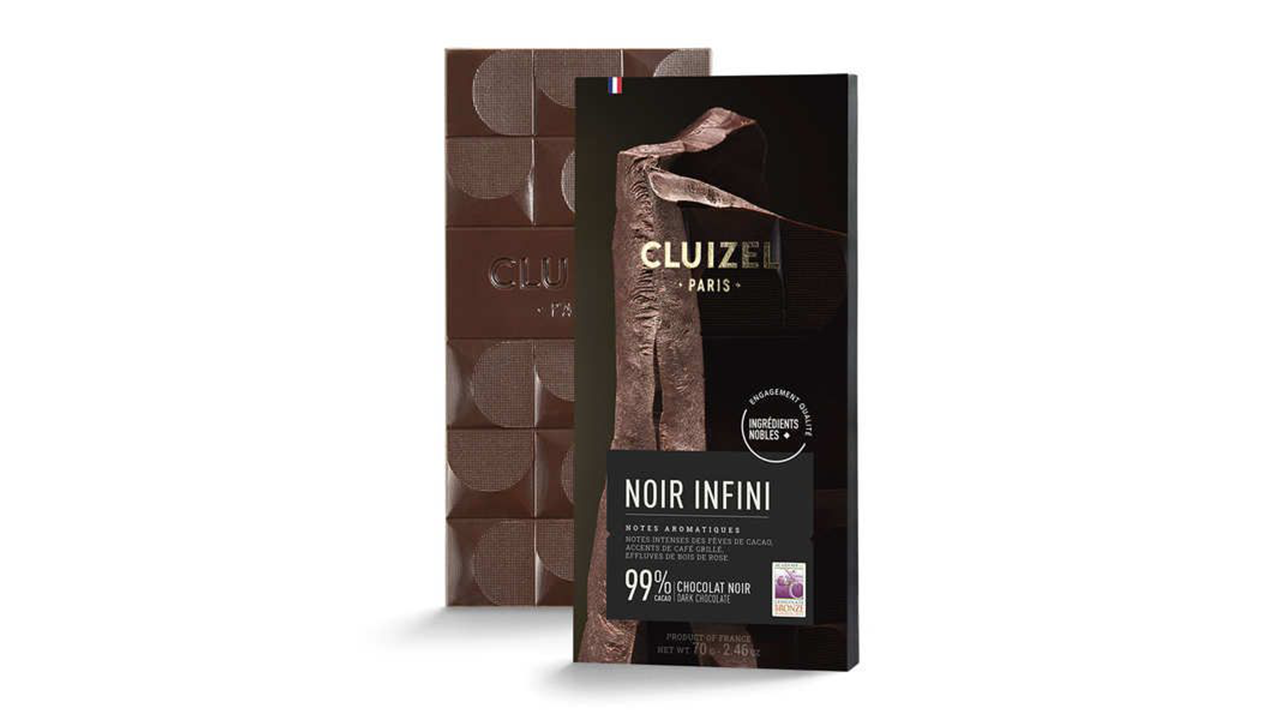 CLU
CLUIZEL
PARIS
ENGAGEMENT QUALITÉ
INGRÉDIENTS
NOBLES
NOIR INFINI
NOTES AROMATIQUES
NOTES INTENSES DES FÈVES DE CACAO,
ACCENTS DE CAFÉ GRILLÉ,
EFFLUVES DE BOIS DE ROSE.
99%
CACAO
CHOCOLAT NOIR
DARK CHOCOLATE
BRONZE
PRODUCT OF FRANCE
NET WT 70 G - 2.46 OZ